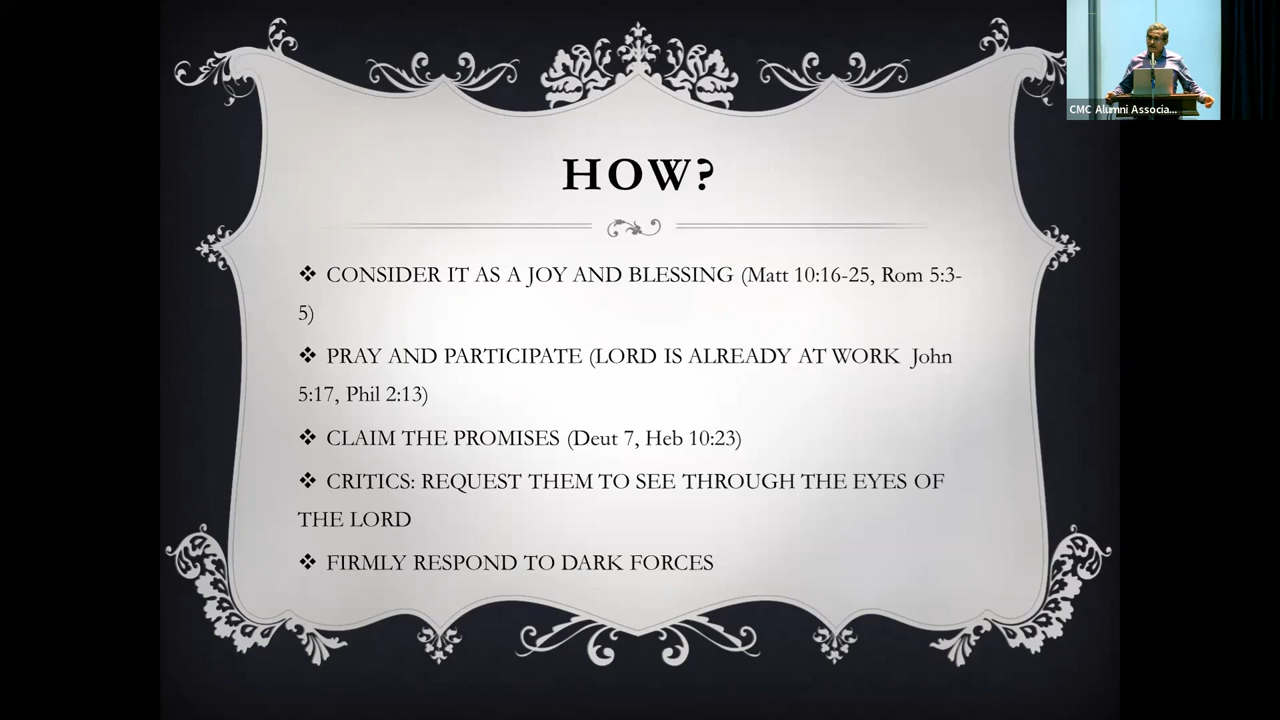 CMC Alumni Associa...
HOW?
❖ CONSIDER IT AS A JOY AND BLESSING (Matt 10:16-25, Rom 5:3-
5)
❖ PRAY AND PARTICIPATE (LORD IS ALREADY AT WORK John
5:17, Phil 2:13)
❖ CLAIM THE PROMISES (Deut 7, Heb 10:23)
❖ CRITICS: REQUEST THEM TO SEE THROUGH THE EYES OF
THE LORD
❖ FIRMLY RESPOND TO DARK FORCES